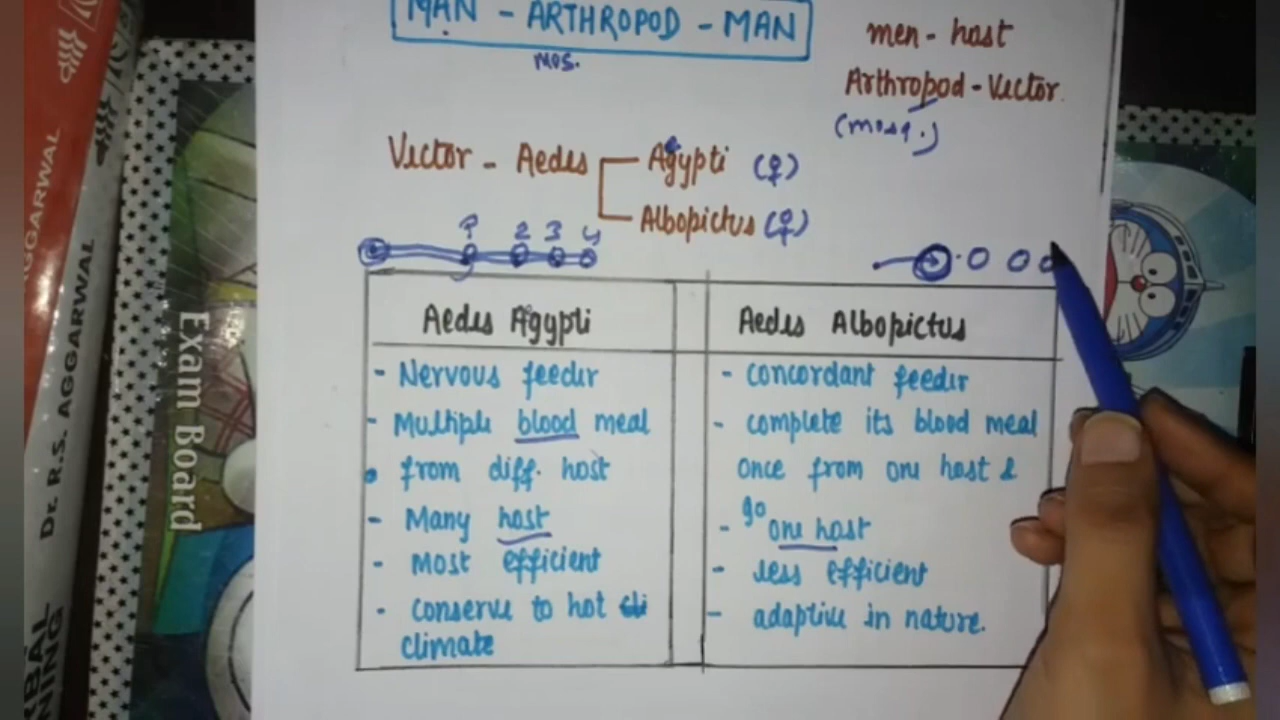 MAN - ARTHROPOD - MAN
mos.
men - host
Arthropod - Vector.
(mosq.)
Vector - Aedes
Agypti (♀)
Albopictus (♀)
1 2 3 4
Aedes Agypti
- Nervous feeder
- Multiple blood meal
from diff. host
- Many host
- Most efficient
- conserve to hot
climate
Aedes Albopictus
- concordant feeder
- complete its blood meal
once from one host &
go
- one host
- less efficient
- adaptive in nature.
Exam Board
AGGARWAL
Dr. R.S. AGGARWAL